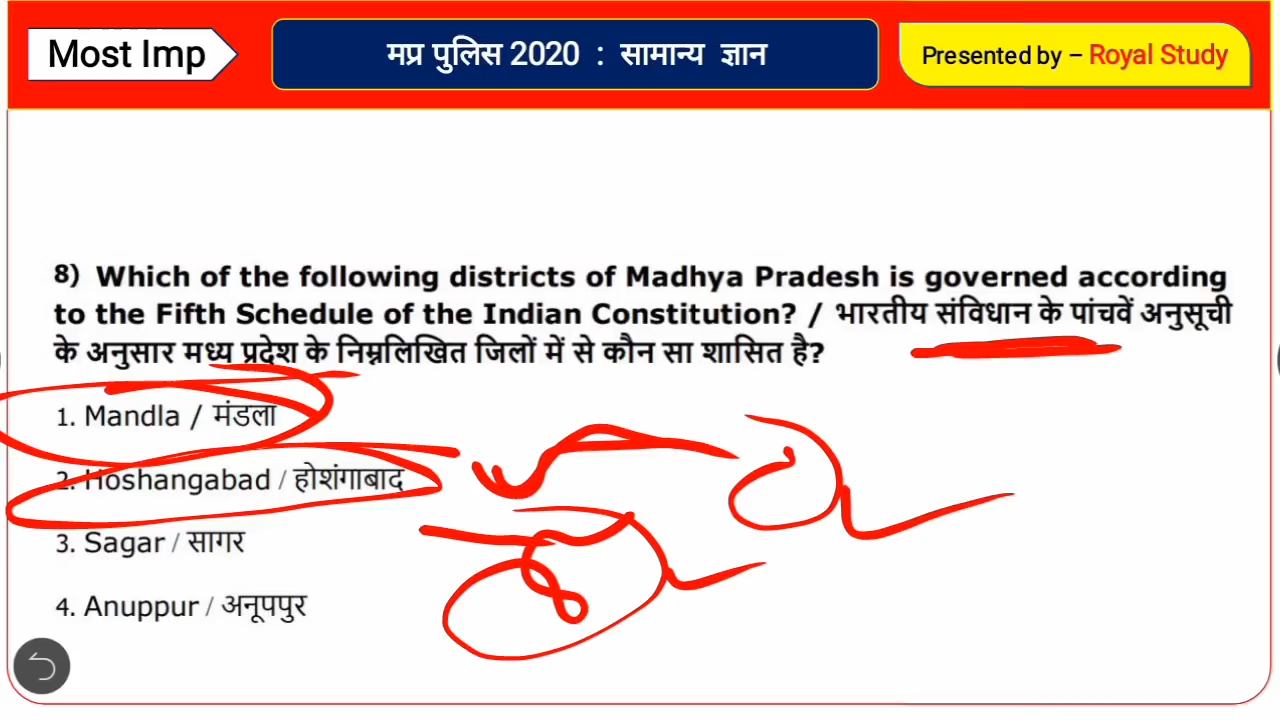 Most Imp
मप्र पुलिस 2020 : सामान्य ज्ञान
Presented by – Royal Study
8) Which of the following districts of Madhya Pradesh is governed according
to the Fifth Schedule of the Indian Constitution? / भारतीय संविधान के पांचवें अनुसूची
के अनुसार मध्य प्रदेश के निम्नलिखित जिलों में से कौन सा शासित है?
1. Mandla / मंडला
2. Hoshangabad / होशंगाबाद
3. Sagar / सागर
4. Anuppur / अनूपपुर